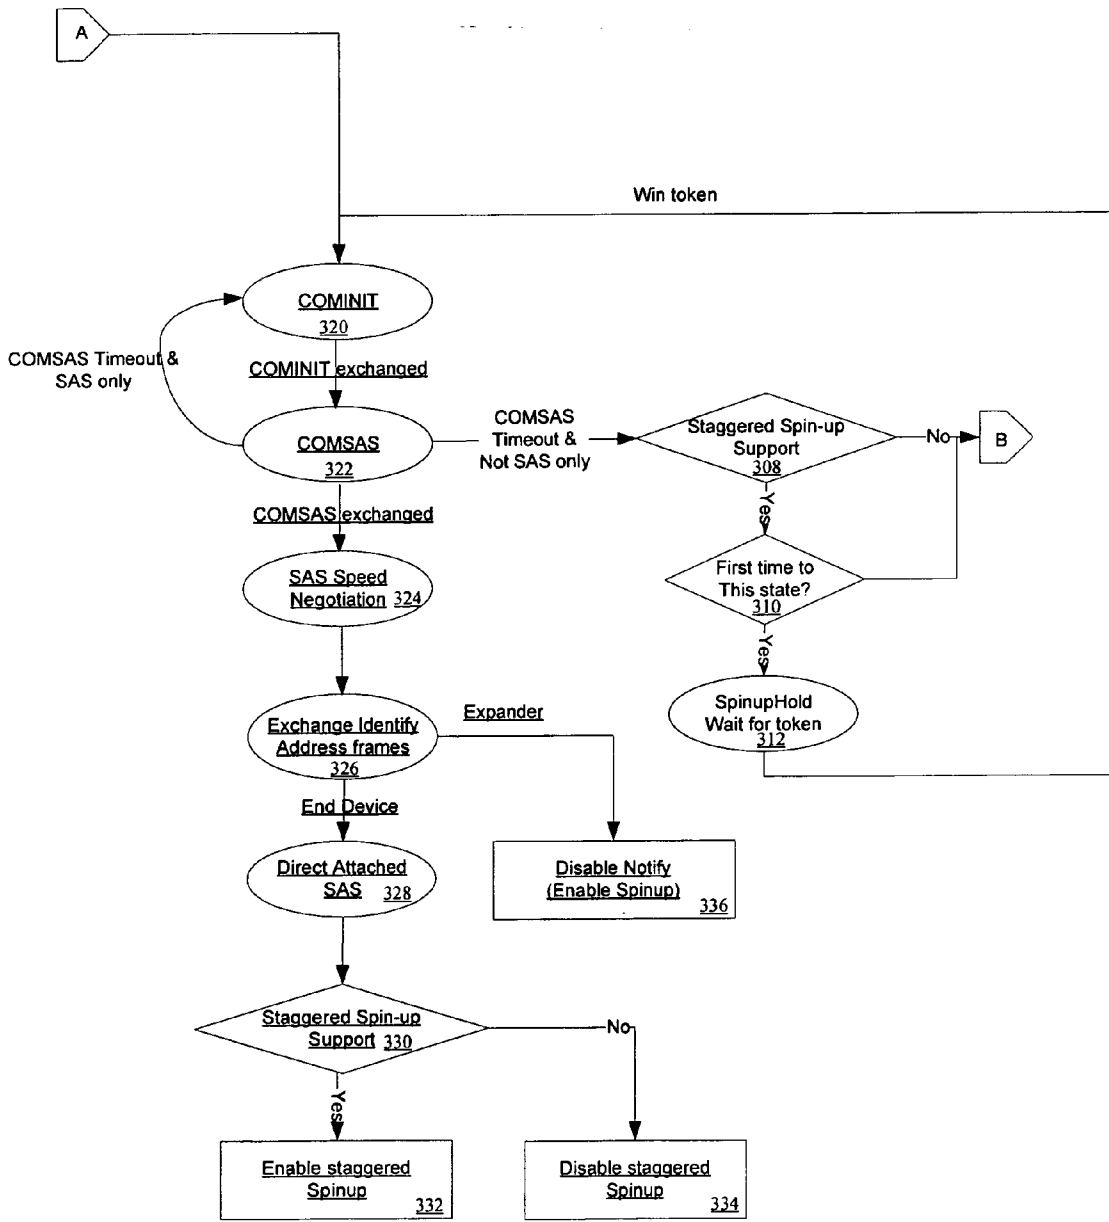 A
Win token
COMINIT
320
COMSAS Timeout &
SAS only
COMINIT exchanged
COMSAS
322
COMSAS
Timeout &
Not SAS only
Staggered Spin-up
Support
308
No
B
Yes
COMSAS exchanged
SAS Speed
Negotiation 324
First time to
This state?
310
Yes
SpinupHold
Wait for token
312
Exchange Identify
Address frames
326
Expander
End Device
Direct Attached
SAS 328
Disable Notify
(Enable Spinup)
336
Staggered Spin-up
Support 330
No
Yes
Enable staggered
Spinup
332
Disable staggered
Spinup
334